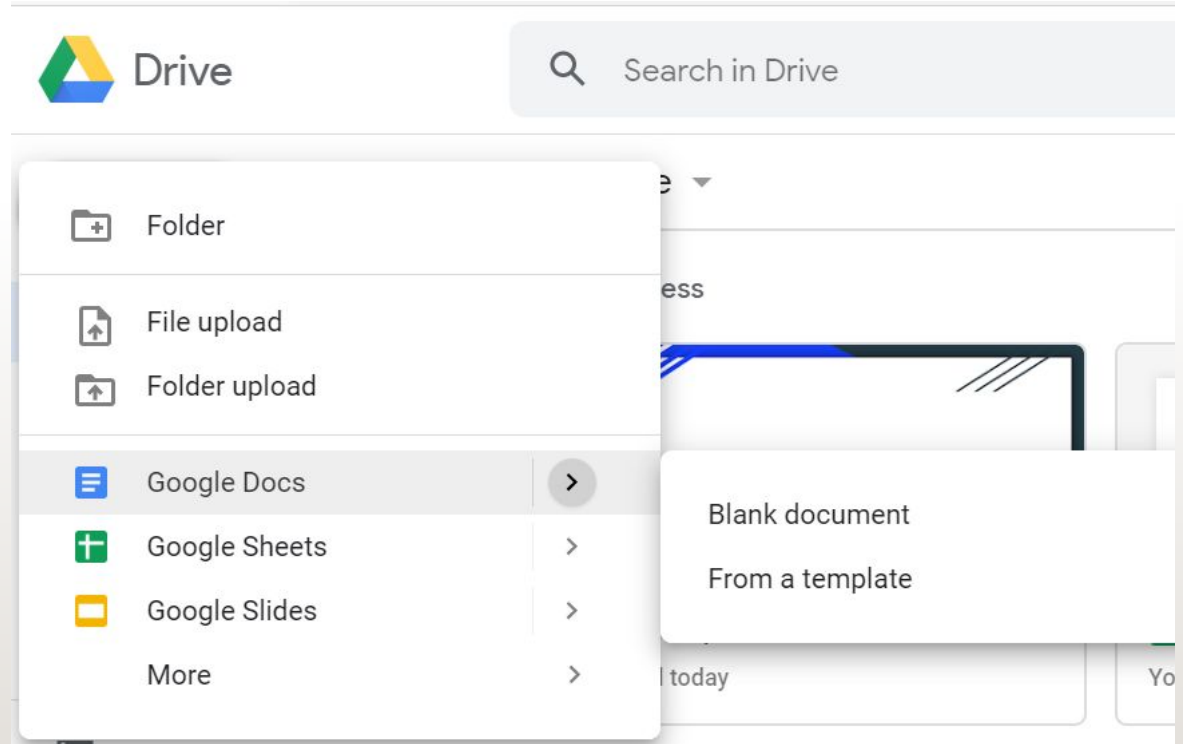 Drive
Search in Drive
e
Folder
ess
File upload
Folder upload
Google Docs
Blank document
Google Sheets
From a template
Google Slides
More
today
Yo